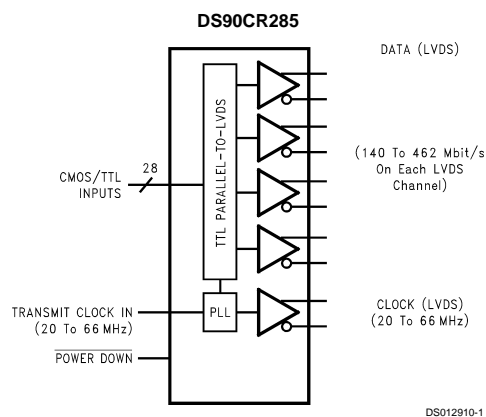 DS90CR285
DATA (LVDS)
TTL PARALLEL-TO-LVDS
28
CMOS/TTL
INPUTS
(140 To 462 Mbit/s
On Each LVDS
Channel)
TRANSMIT CLOCK IN
(20 To 66 MHz)
PLL
CLOCK (LVDS)
(20 To 66 MHz)
POWER DOWN
DS012910-1